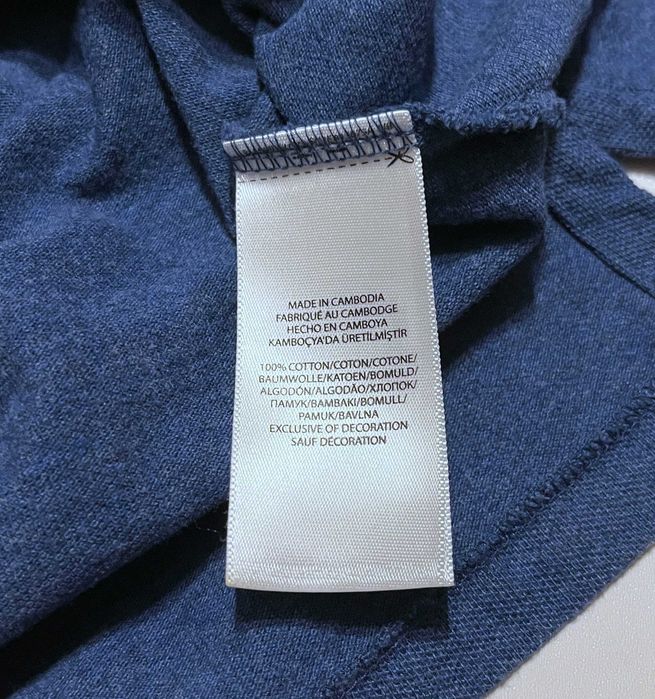 MADE IN CAMBODIA
FABRIQUÉ AU CAMBODGE
HECHO EN CAMBOYA
KAMBOÇYA'DA ÜRETİLMİŞTİR
100% COTTON/COTON/COTONE/
BAUMWOLLE/KATOEN/BOMULD/
ALGODÓN/ALGODÃO/ХЛОПОК/
ΠAMYK/BAMBAKI/BOMULL/
PAMUK/BAVLNA
EXCLUSIVE OF DECORATION
SAUF DÉCORATION